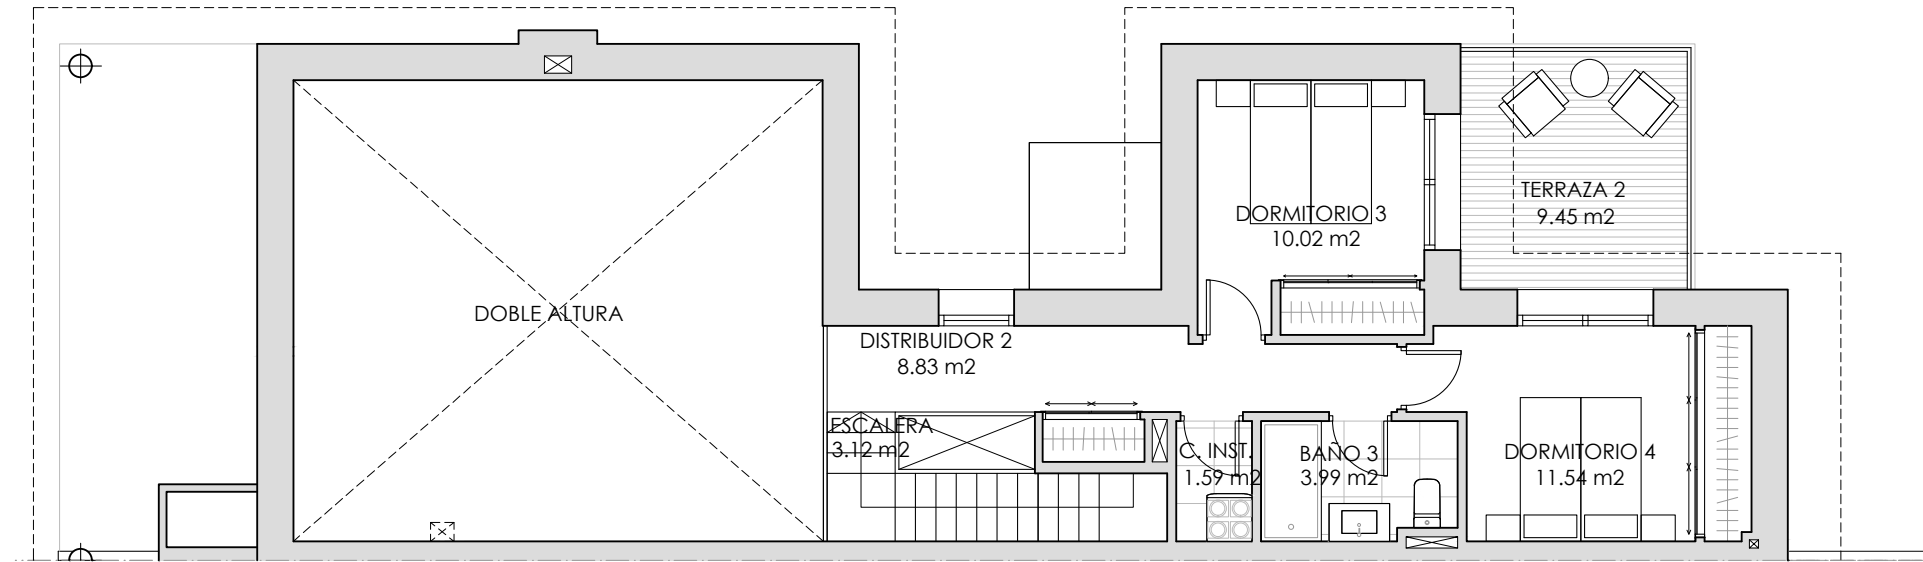 TERRAZA 2
9.45 m2
DORMITORIO 3
10.02 m2
DOBLE ALTURA
DISTRIBUIDOR 2
8.83 m2
ESCALERA
3.12 m2
C. INST.
1.59 m2
BAÑO 3
3.99 m2
DORMITORIO 4
11.54 m2